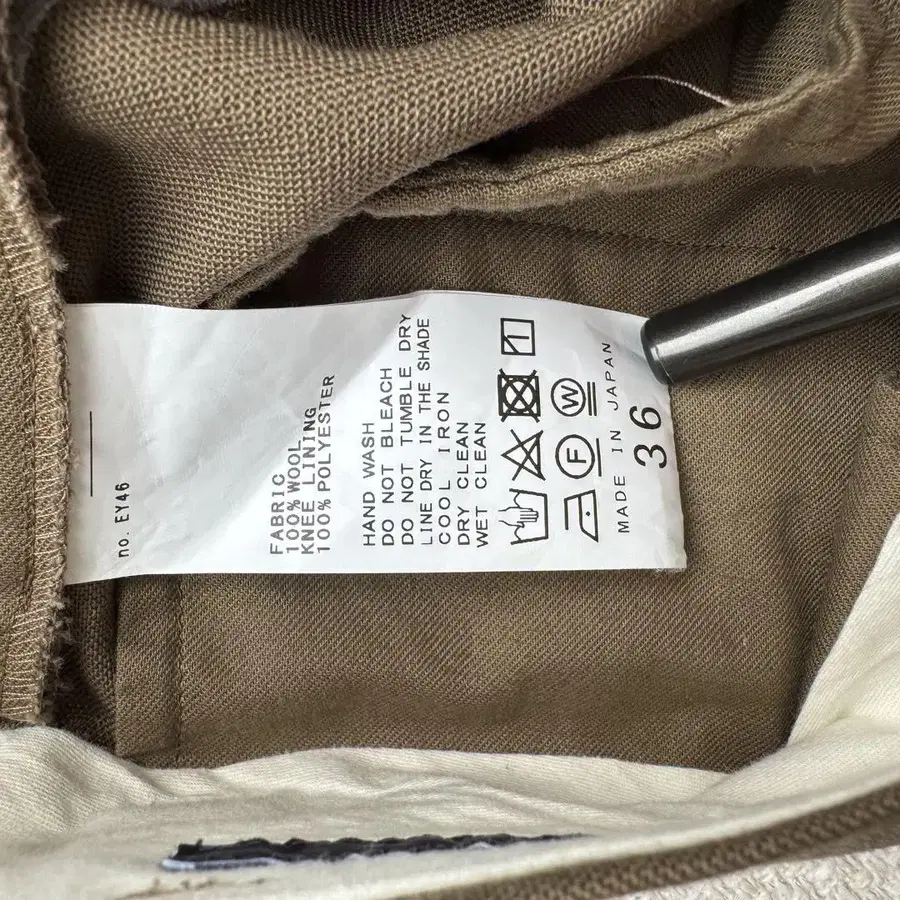 no. EY46
FABRIC
100% WOOL
KNEE LINING
100% POLYESTER
HAND WASH
DO NOT BLEACH
DO NOT TUMBLE DRY
LINE DRY IN THE SHADE
COOL IRON
DRY CLEAN
WET CLEAN
W
F
MADE IN JAPAN
36